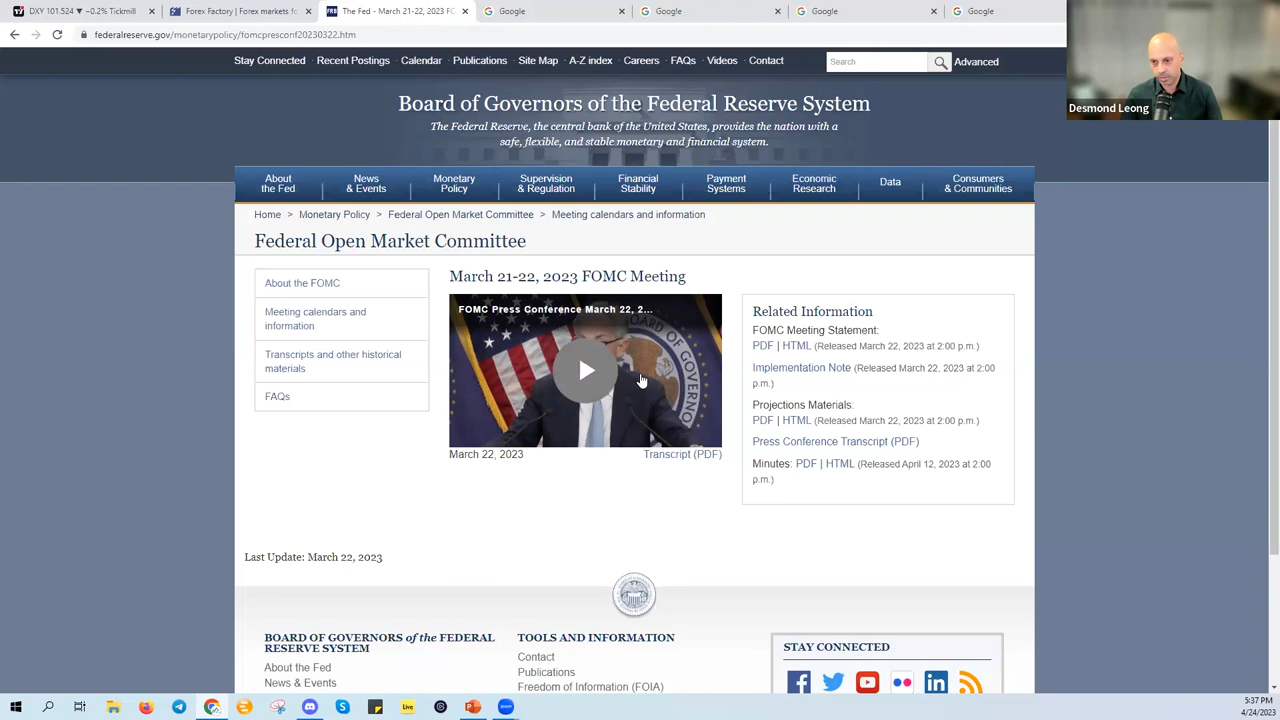 DXY 101.524 ▼ −0.2% Tickmill
Forex Factory | Forex markets fo
The Fed - March 21-22, 2023 FC
Google
Google
Google
Google
federalreserve.gov/monetarypolicy/fomcpresconf20230322.htm
Stay Connected · Recent Postings · Calendar · Publications · Site Map · A-Z index · Careers · FAQs · Videos · Contact
Search
Advanced
Desmond Leong
Board of Governors of the Federal Reserve System
The Federal Reserve, the central bank of the United States, provides the nation with a
safe, flexible, and stable monetary and financial system.
About
the Fed
News
& Events
Monetary
Policy
Supervision
& Regulation
Financial
Stability
Payment
Systems
Economic
Research
Data
Consumers
& Communities
Home > Monetary Policy > Federal Open Market Committee > Meeting calendars and information
Federal Open Market Committee
About the FOMC
Meeting calendars and
information
Transcripts and other historical
materials
FAQs
March 21-22, 2023 FOMC Meeting
FOMC Press Conference March 22, 2...
BOARD OF GOVERNO
March 22, 2023
Transcript (PDF)
Related Information
FOMC Meeting Statement:
PDF | HTML (Released March 22, 2023 at 2:00 p.m.)
Implementation Note (Released March 22, 2023 at 2:00
p.m.)
Projections Materials:
PDF | HTML (Released March 22, 2023 at 2:00 p.m.)
Press Conference Transcript (PDF)
Minutes: PDF | HTML (Released April 12, 2023 at 2:00
p.m.)
Last Update: March 22, 2023
BOARD OF GOVERNORS of the FEDERAL
RESERVE SYSTEM
About the Fed
News & Events
TOOLS AND INFORMATION
Contact
Publications
Freedom of Information (FOIA)
STAY CONNECTED
Live
zoom
5:37 PM
4/24/2023